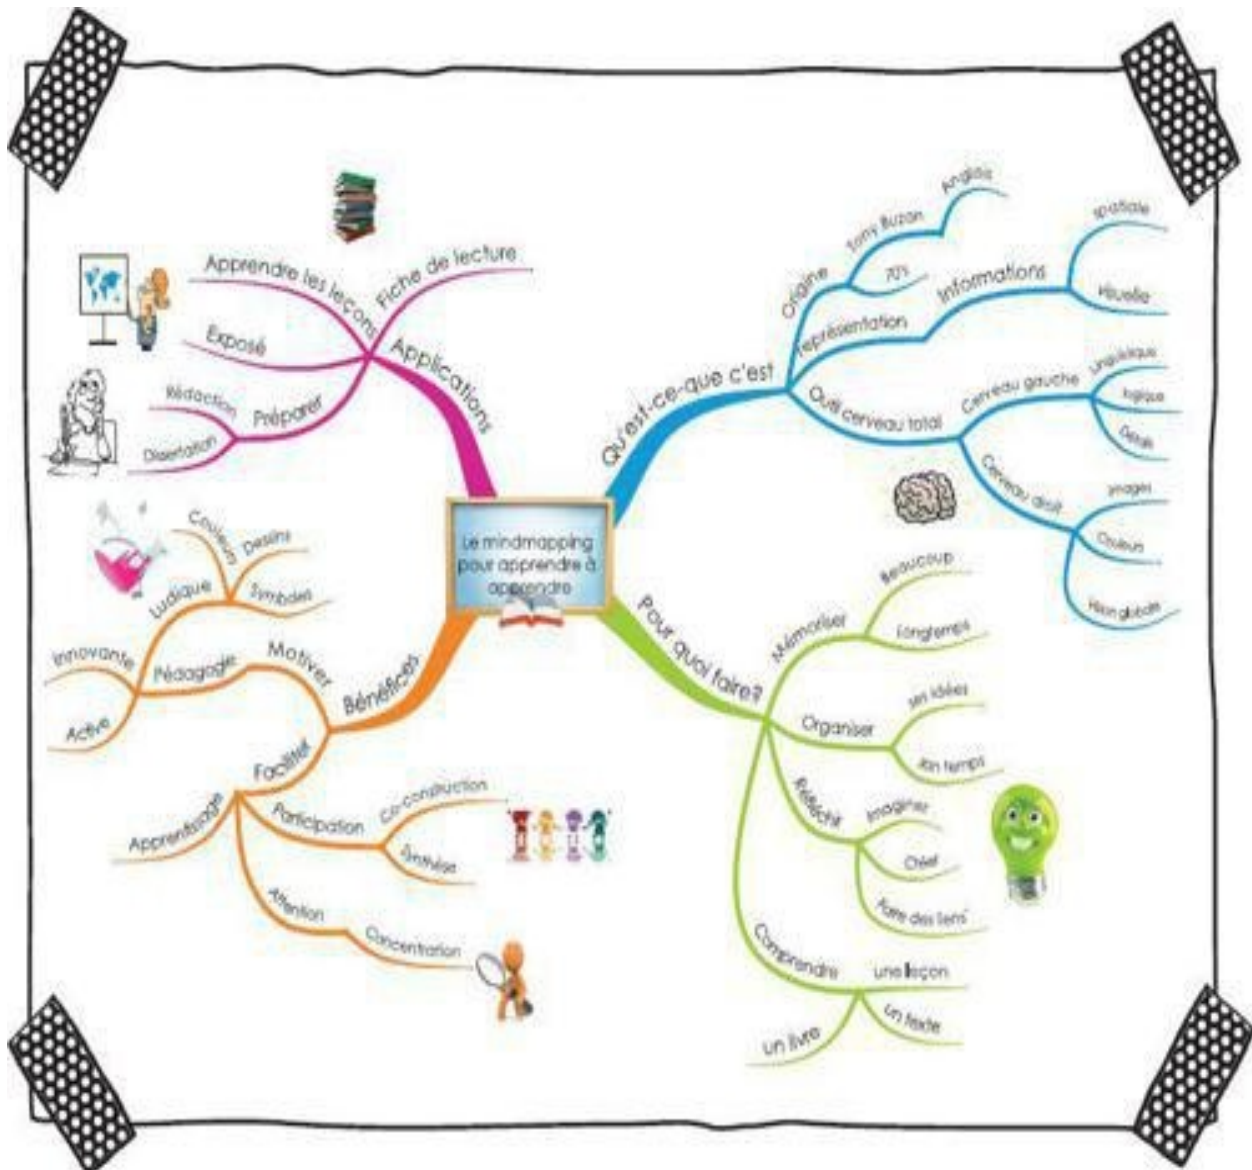 Le mindmapping
pour apprendre à
apprendre
Qu'est-ce-que c'est
Origine
Tony Buzan
Anglais
70's
représentation
Informations
spatiale
visuelle
Outil cerveau total
Cerveau gauche
Linguistique
logique
Détails
Cerveau droit
Images
Couleurs
Vision globale
Pour quoi faire?
Mémoriser
Beaucoup
Longtemps
Organiser
ses idées
son temps
Réfléchir
Imaginer
Créer
Faire des liens
Comprendre
une leçon
un texte
un livre
Bénéfices
Motiver
Pédagogie
Ludique
Couleurs
Dessins
Symboles
Innovante
Active
Faciliter
Apprentissage
Participation
Co-construction
Synthèse
Attention
Concentration
Applications
Fiche de lecture
Apprendre les leçons
Exposé
Préparer
Rédaction
Dissertation